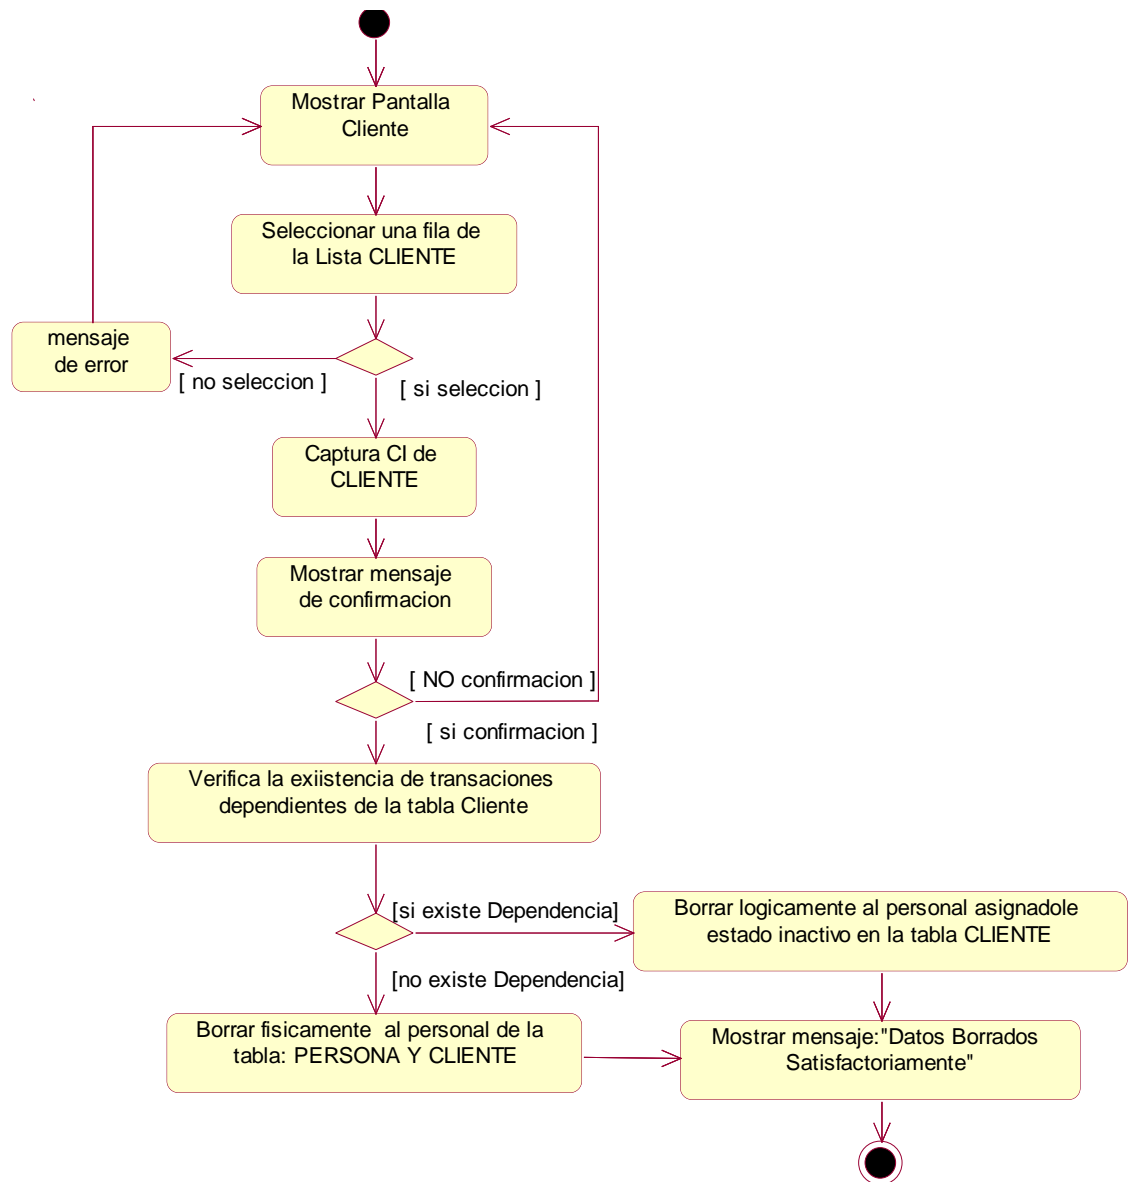 Mostrar Pantalla
Cliente
Seleccionar una fila de
la Lista CLIENTE
mensaje
de error
[ no seleccion ]
[ si seleccion ]
Captura CI de
CLIENTE
Mostrar mensaje
de confirmacion
[ NO confirmacion ]
[ si confirmacion ]
Verifica la exiistencia de transaciones
dependientes de la tabla Cliente
[si existe Dependencia]
Borrar logicamente al personal asignadole
estado inactivo en la tabla CLIENTE
[no existe Dependencia]
Borrar fisicamente  al personal de la
tabla: PERSONA Y CLIENTE
Mostrar mensaje:"Datos Borrados
Satisfactoriamente"